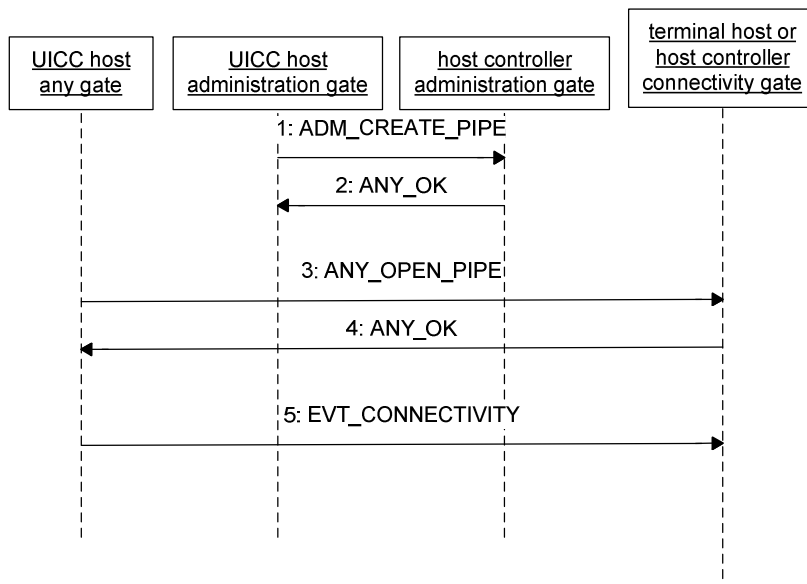 UICC host
any gate
UICC host
administration gate
host controller
administration gate
terminal host or
host controller
connectivity gate
1: ADM_CREATE_PIPE
2: ANY_OK
3: ANY_OPEN_PIPE
4: ANY_OK
5: EVT_CONNECTIVITY